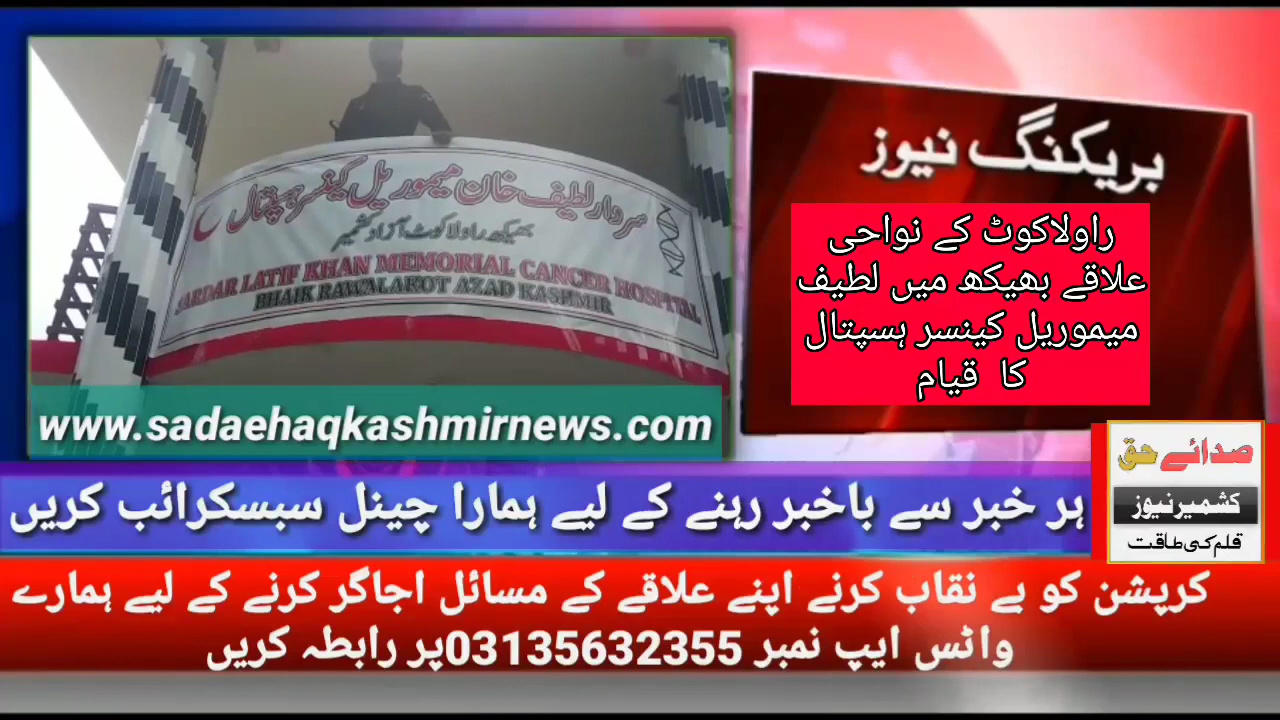 سردار لطیف خان میموریل کینسر ہسپتال
بھیکھ راولاکوٹ آزاد کشمیر
SARDAR LATIF KHAN MEMORIAL CANCER HOSPITAL
BHAIK RAWALAKOT AZAD KASHMIR
www.sadaehaqkashmirnews.com
بریکنگ نیوز
راولاکوٹ کے نواحی
علاقے بھیکھ میں لطیف
میموریل کینسر ہسپتال
کا قیام
صدائے حق
کشمیر نیوز
قلم کی طاقت
ہر خبر سے باخبر رہنے کے لیے ہمارا چینل سبسکرائب کریں
کرپشن کو بے نقاب کرنے اپنے علاقے کے مسائل اجاگر کرنے کے لیے ہمارے
واٹس ایپ نمبر 03135632355پر رابطہ کریں